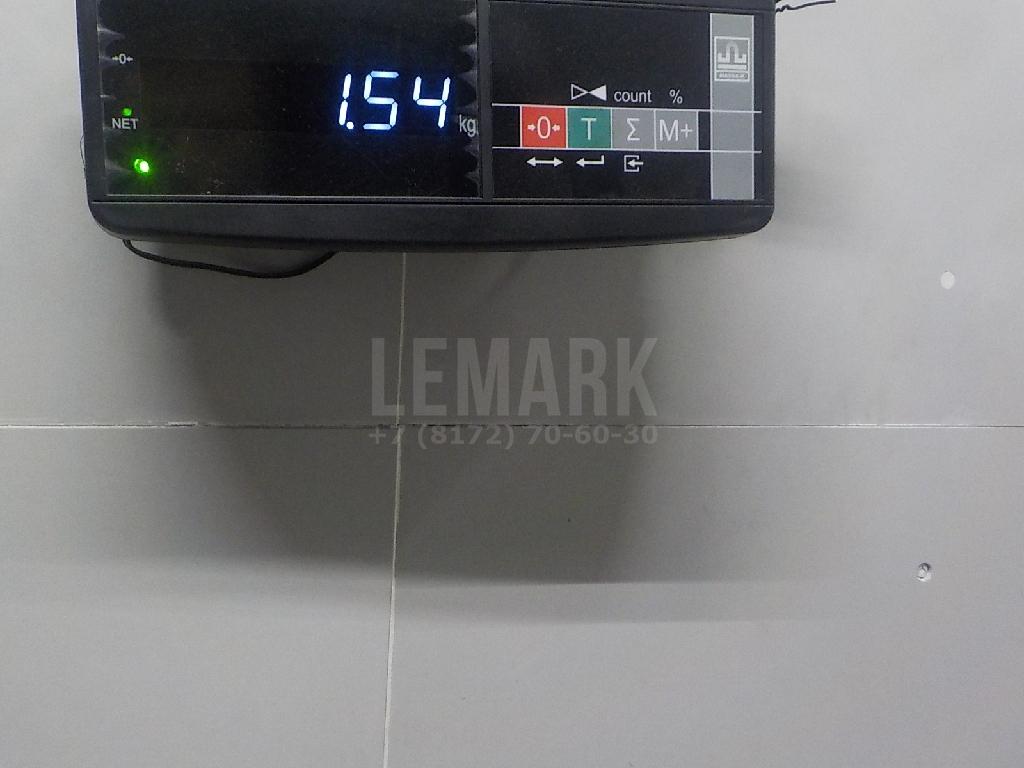 →0←
NET
1.54 kg
count %
→0← T Σ M+
LEMARK
+7 (8172) 70-60-30